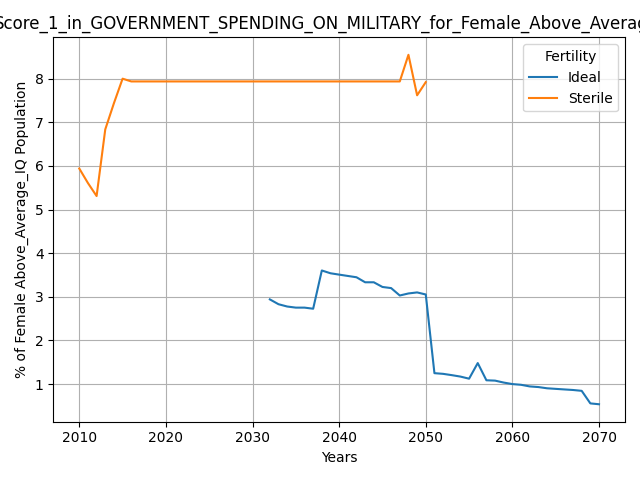 Score_1_in_GOVERNMENT_SPENDING_ON_MILITARY_for_Female_Above_Averag
Fertility
Ideal
Sterile
% of Female Above_Average_IQ Population
8
7
6
5
4
3
2
1
2010 2020 2030 2040 2050 2060 2070
Years